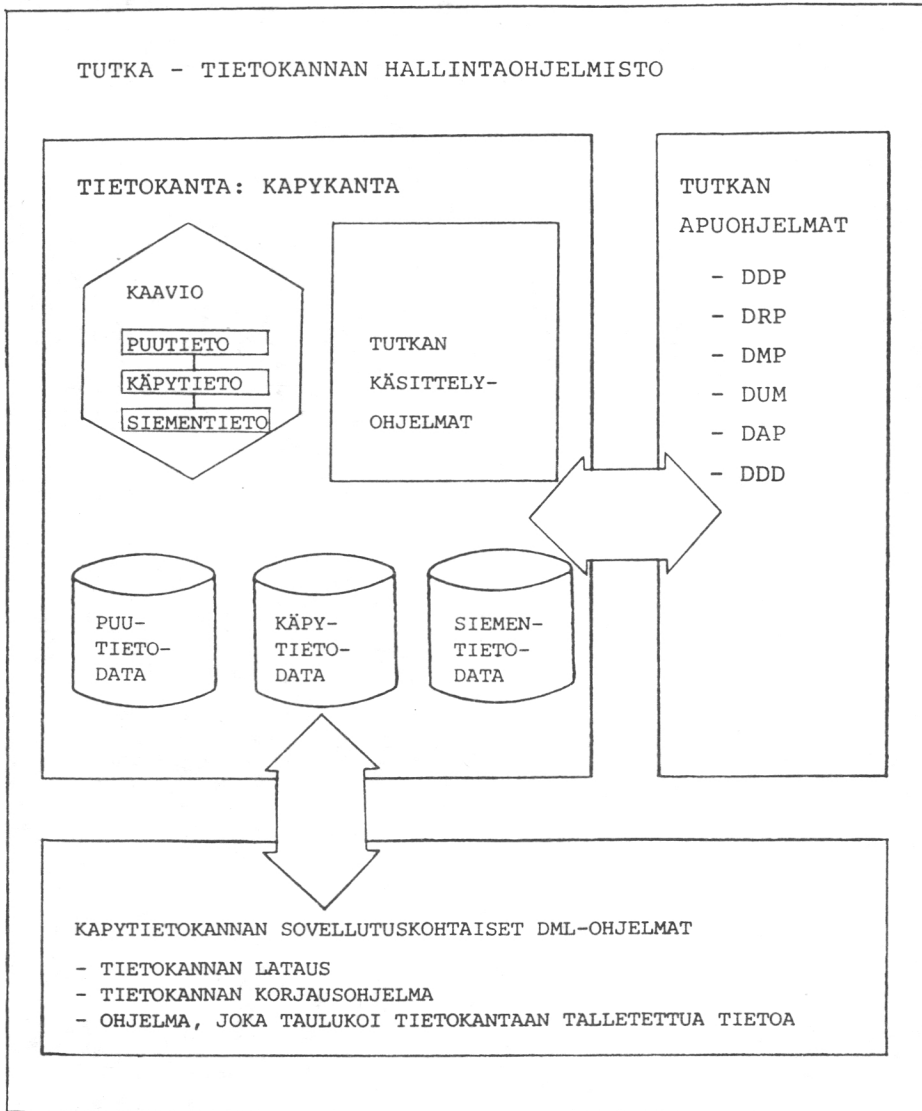 TUTKA - TIETOKANNAN HALLINTAOHJELMISTO
TIETOKANTA: KAPYKANTA
KAAVIO
PUUTIETO
KÄPYTIETO
SIEMENTIETO
TUTKAN
KÄSITTELY-
OHJELMAT
PUU-
TIETO-
DATA
KÄPY-
TIETO-
DATA
SIEMEN-
TIETO-
DATA
TUTKAN
APUOHJELMAT
- DDP
- DRP
- DMP
- DUM
- DAP
- DDD
KAPYTIETOKANNAN SOVELLUTUSKOHTAISET DML-OHJELMAT
- TIETOKANNAN LATAUS
- TIETOKANNAN KORJAUSOHJELMA
- OHJELMA, JOKA TAULUKOI TIETOKANTAAN TALLETETTUA TIETOA